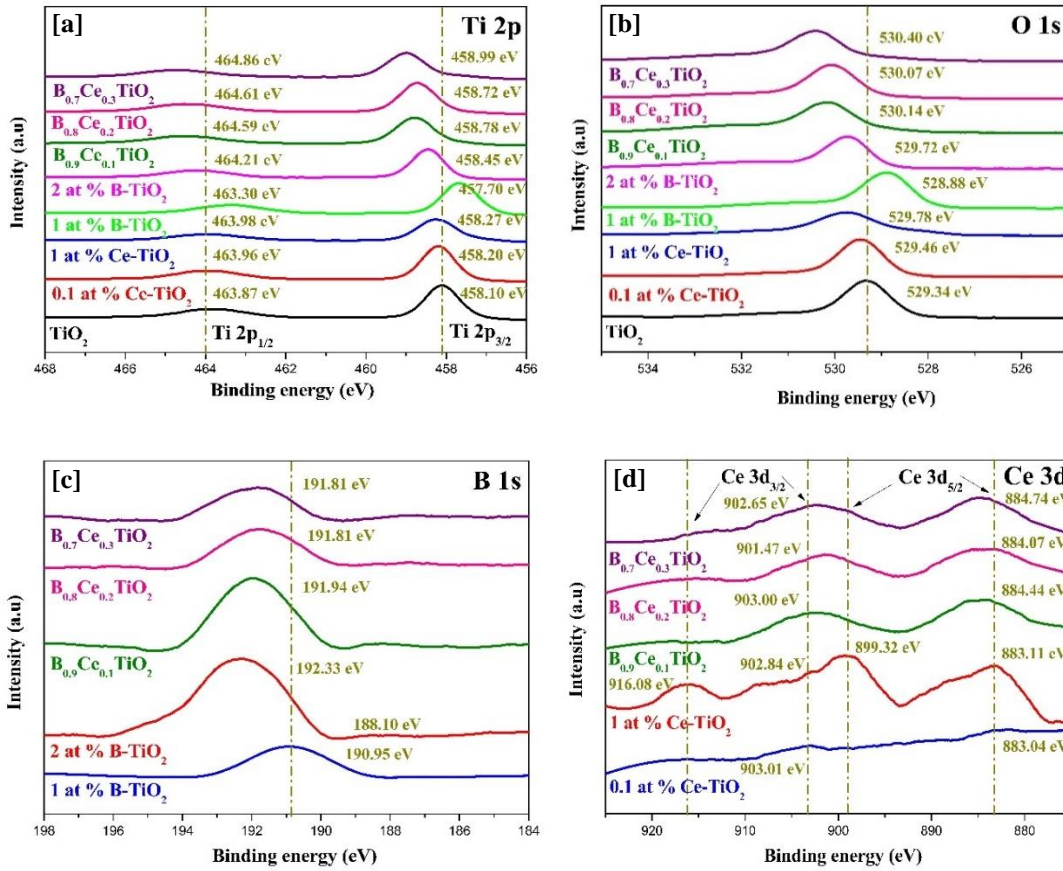 [a]
Ti 2p
464.86 eV
458.99 eV
B0.7Ce0.3TiO2
464.61 eV
458.72 eV
B0.8Ce0.2TiO2
464.59 eV
458.78 eV
B0.9Ce0.1TiO2
464.21 eV
458.45 eV
2 at % B-TiO2
463.30 eV
457.70 eV
1 at % B-TiO2
463.98 eV
458.27 eV
1 at % Ce-TiO2
463.96 eV
458.20 eV
0.1 at % Ce-TiO2
463.87 eV
458.10 eV
TiO2
Ti 2p1/2
Ti 2p3/2
468 466 464 462 460 458 456
Binding energy (eV)
Intensity (a.u)
[b]
O 1s
530.40 eV
B0.7Ce0.3TiO2
530.07 eV
B0.8Ce0.2TiO2
530.14 eV
B0.9Ce0.1TiO2
529.72 eV
2 at % B-TiO2
528.88 eV
1 at % B-TiO2
529.78 eV
1 at % Ce-TiO2
529.46 eV
0.1 at % Ce-TiO2
529.34 eV
TiO2
534 532 530 528 526
Binding energy (eV)
Intensity (a.u)
[c]
B 1s
191.81 eV
B0.7Ce0.3TiO2
191.81 eV
B0.8Ce0.2TiO2
191.94 eV
B0.9Ce0.1TiO2
192.33 eV
188.10 eV
2 at % B-TiO2
190.95 eV
1 at % B-TiO2
198 196 194 192 190 188 186 184
Binding energy (eV)
Intensity (a.u)
[d]
Ce 3d
Ce 3d3/2
Ce 3d5/2
902.65 eV
884.74 eV
B0.7Ce0.3TiO2
901.47 eV
884.07 eV
B0.8Ce0.2TiO2
903.00 eV
884.44 eV
B0.9Ce0.1TiO2
902.84 eV
899.32 eV
883.11 eV
916.08 eV
1 at % Ce-TiO2
903.01 eV
883.04 eV
0.1 at % Ce-TiO2
920 910 900 890 880
Binding energy (eV)
Intensity (a.u)